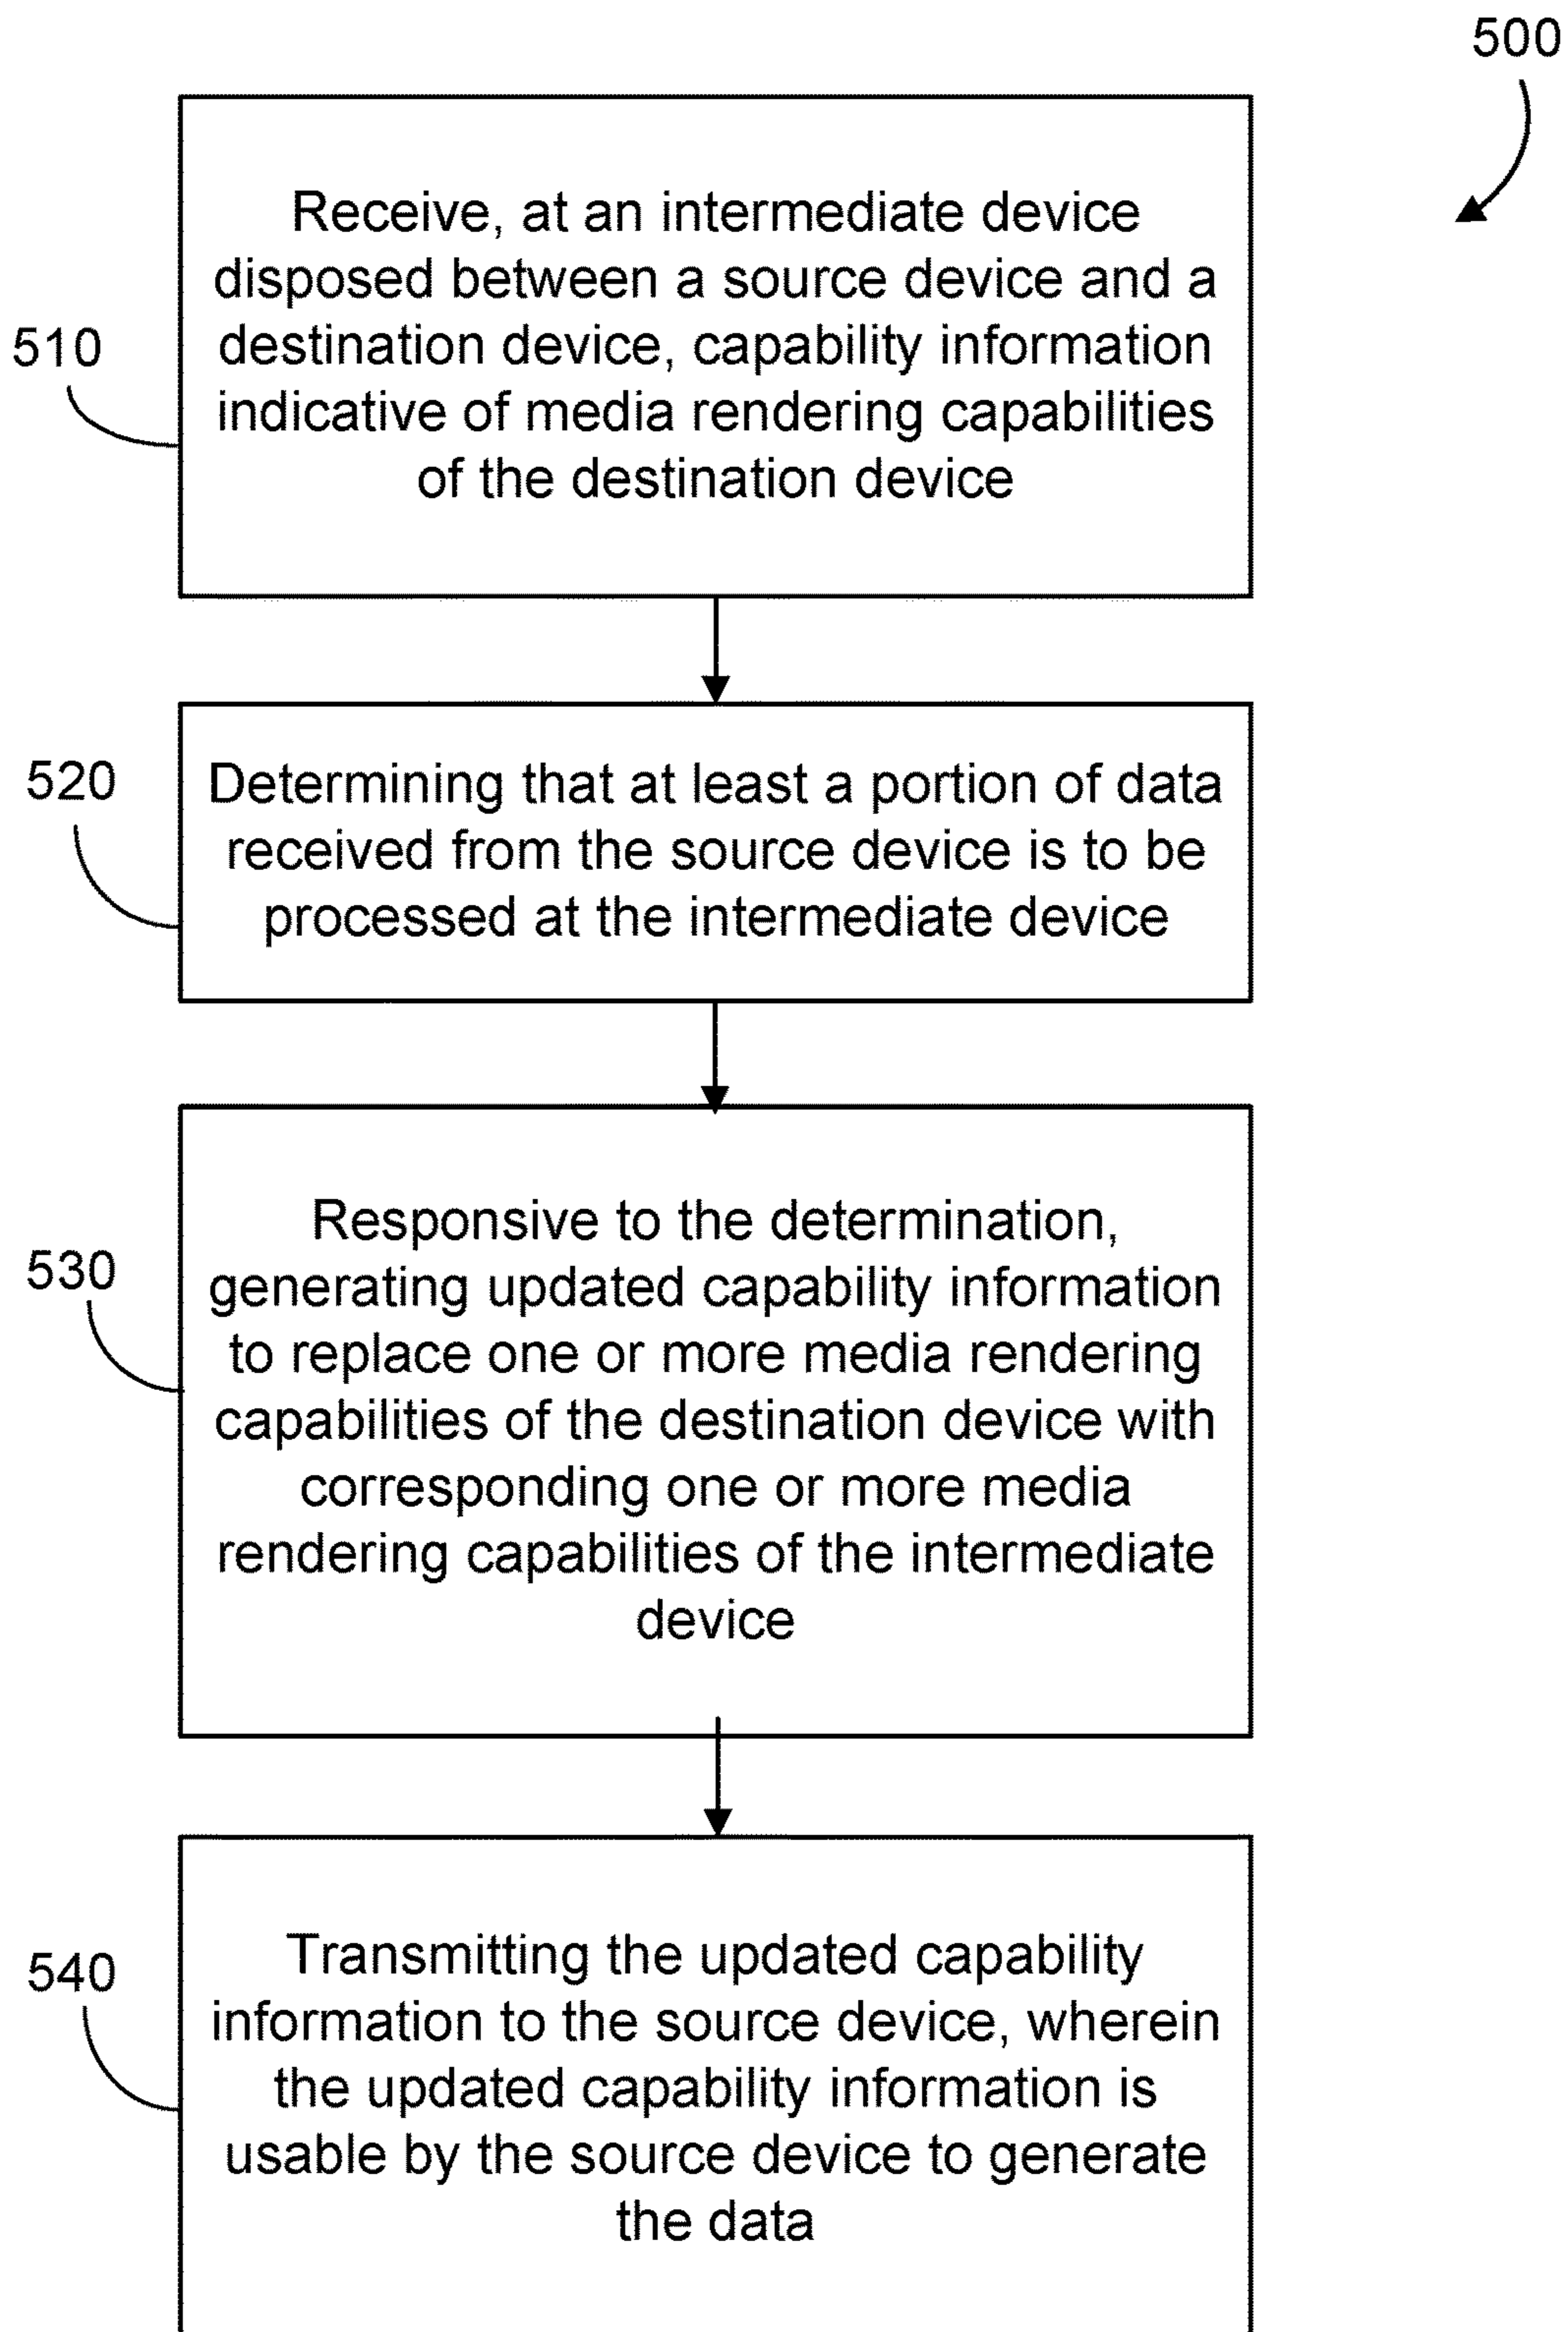 500
Receive, at an intermediate device
disposed between a source device and a
destination device, capability information
indicative of media rendering capabilities
of the destination device
510
Determining that at least a portion of data
received from the source device is to be
processed at the intermediate device
520
Responsive to the determination,
generating updated capability information
to replace one or more media rendering
capabilities of the destination device with
corresponding one or more media
rendering capabilities of the intermediate
device
530
Transmitting the updated capability
information to the source device, wherein
the updated capability information is
usable by the source device to generate
the data
540